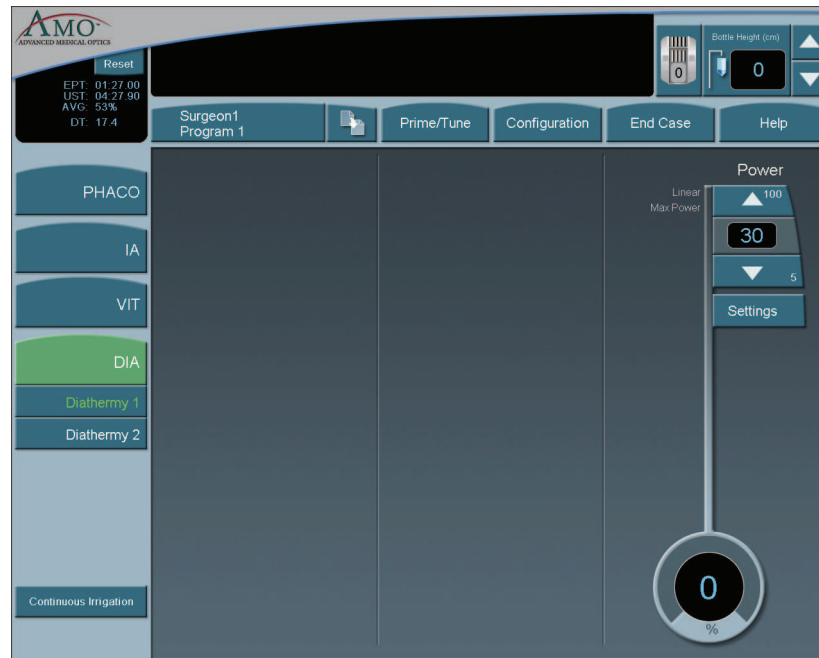 AMO
ADVANCED MEDICAL OPTICS
Reset
EPT: 01:27.00
UST: 04:27.90
AVG: 53%
DT: 17.4
0
Bottle Height (cm)
0
Surgeon1
Program 1
Prime/Tune
Configuration
End Case
Help
PHACO
IA
VIT
DIA
Diathermy 1
Diathermy 2
Continuous Irrigation
Power
Linear
Max Power
100
30
5
Settings
0
%